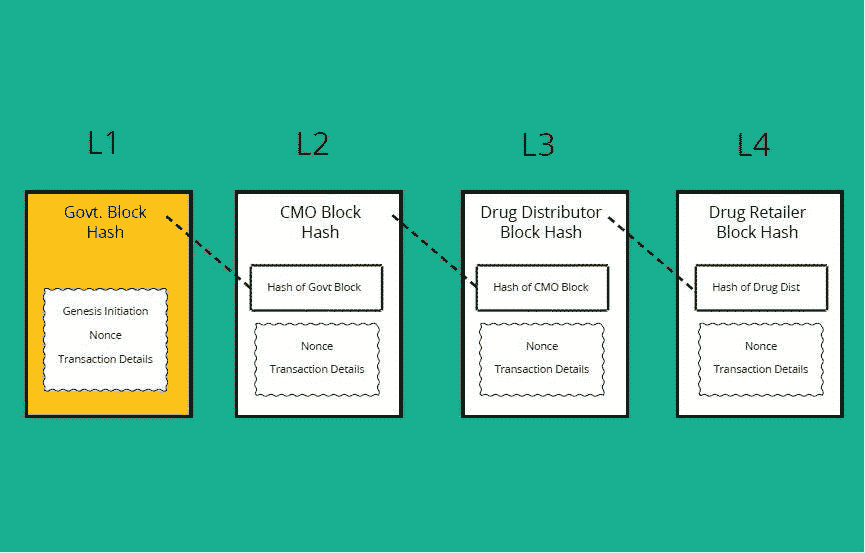 L1
L2
L3
L4
Govt. Block
Hash
Genesis Initiation
Nonce
Transaction Details
CMO Block
Hash
Hash of Govt Block
Nonce
Transaction Details
Drug Distributor
Block Hash
Hash of CMO Block
Nonce
Transaction Details
Drug Retailer
Block Hash
Hash of Drug Dist
Nonce
Transaction Details